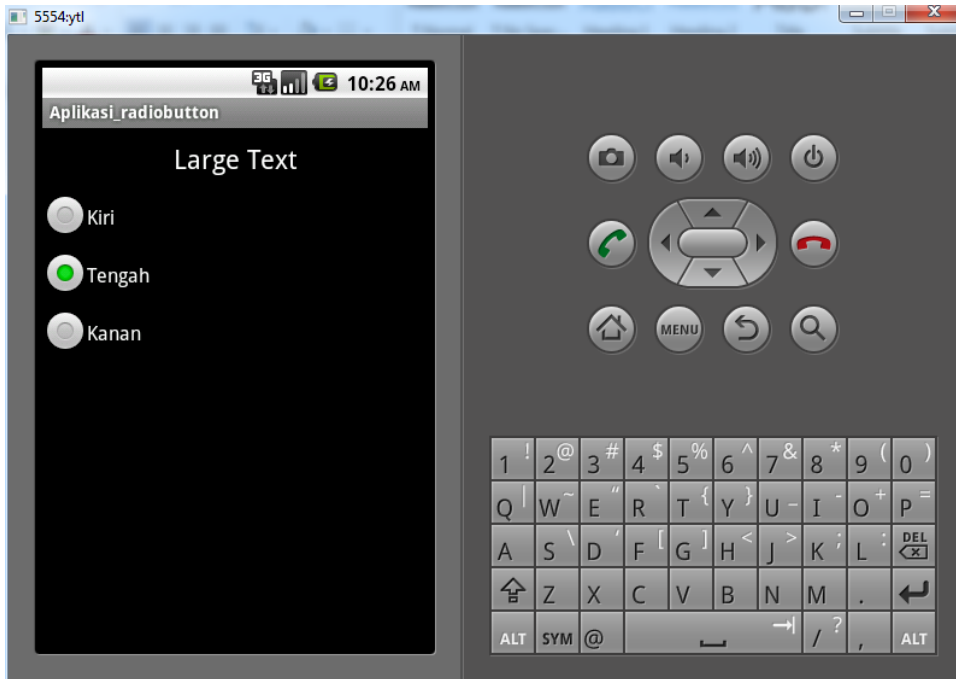 5554:ytl
3G 10:26 AM
Aplikasi_radiobutton
Large Text
Kiri
Tengah
Kanan
MENU
1 ! 2 @ 3 # 4 $ 5 % 6 ^ 7 & 8 * 9 ( 0 )
Q | W ~ E " R ` T { Y } U _ I - O + P =
A S \ D ' F [ G ] H < J > K ; L : DEL
Z X C V B N M .
ALT SYM @ / ? , ALT